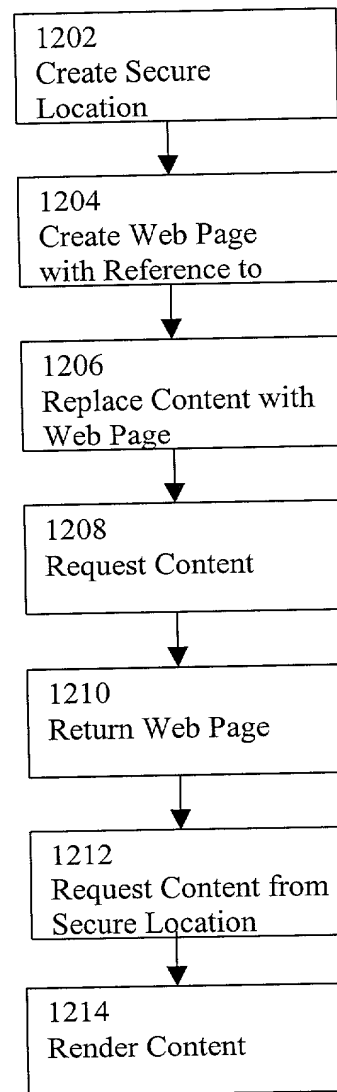 1202
Create Secure
Location
1204
Create Web Page
with Reference to
1206
Replace Content with
Web Page
1208
Request Content
1210
Return Web Page
1212
Request Content from
Secure Location
1214
Render Content